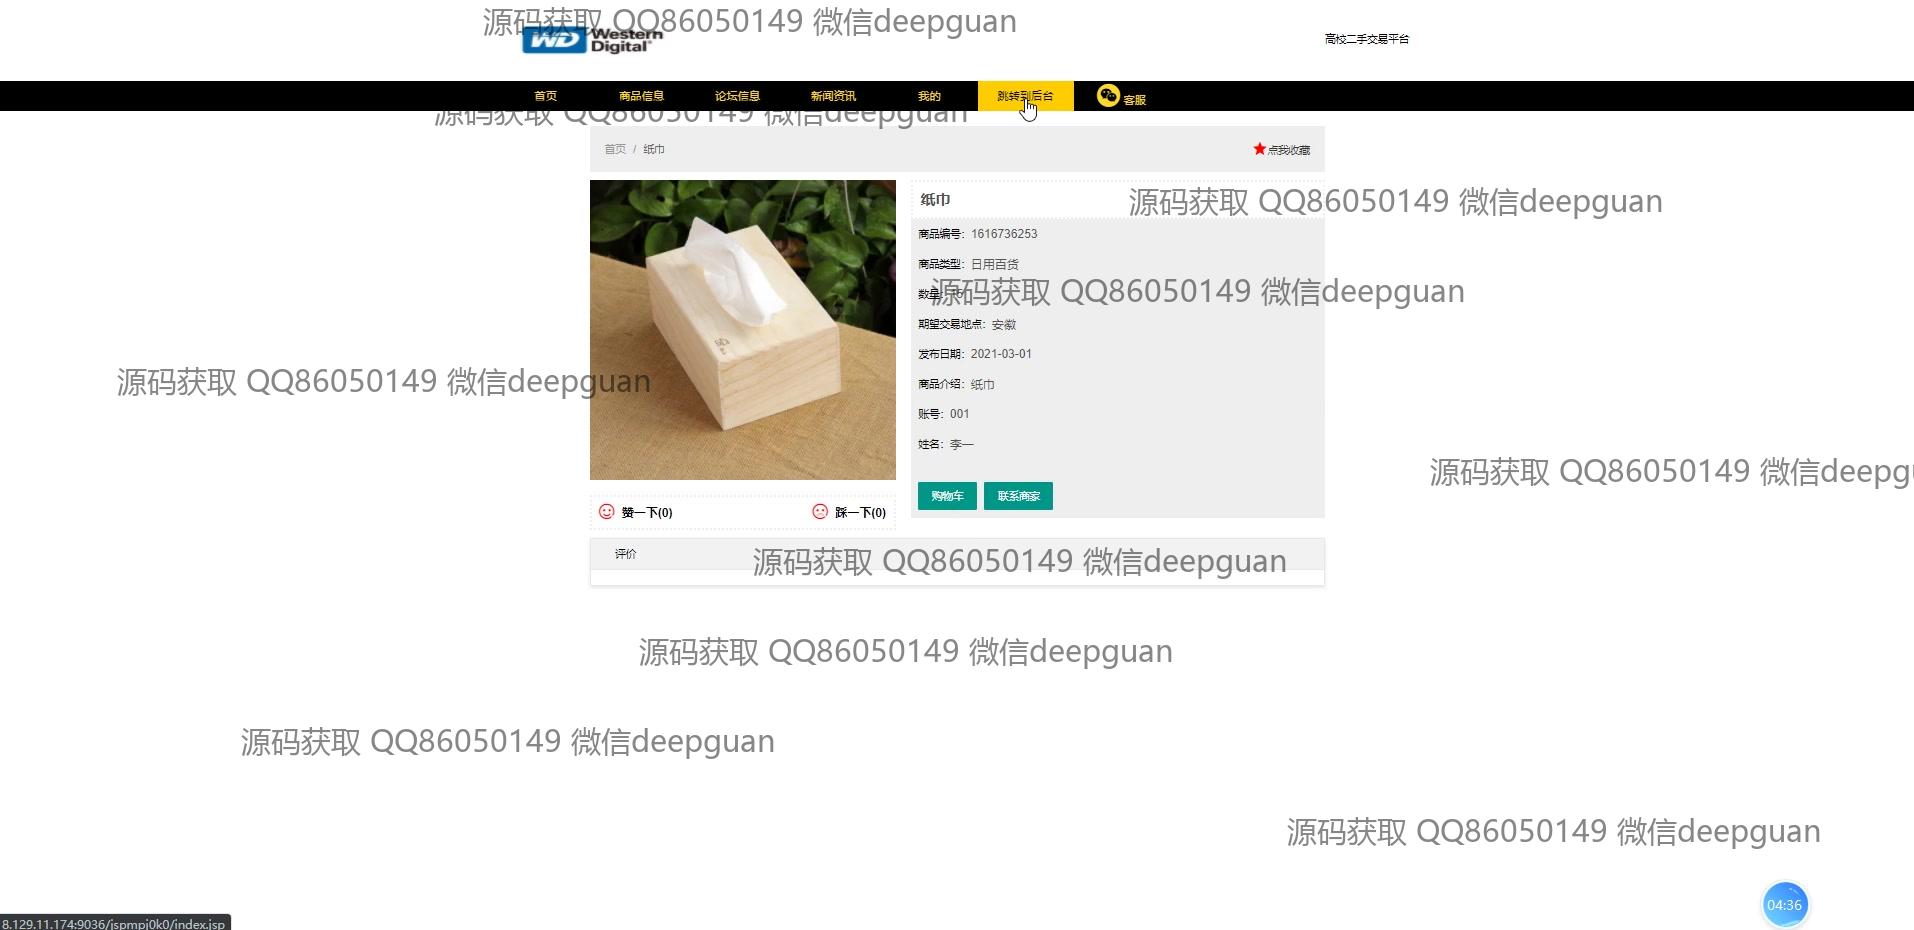 源码获取 QQ86050149 微信deepguan
WD Western Digital
高校二手交易平台
首页 商品信息 论坛信息 新闻资讯 我的 跳转到后台 客服
源码获取 QQ86050149 微信deepguan
首页 / 纸巾 点我收藏
纸巾
源码获取 QQ86050149 微信deepguan
商品编号：1616736253
商品类型：日用百货
数量：
源码获取 QQ86050149 微信deepguan
期望交易地点：安徽
发布日期：2021-03-01
源码获取 QQ86050149 微信deepguan
商品介绍：纸巾
账号：001
姓名：李一
源码获取 QQ86050149 微信deepgu
购物车 联系商家
赞一下(0) 踩一下(0)
评价
源码获取 QQ86050149 微信deepguan
源码获取 QQ86050149 微信deepguan
源码获取 QQ86050149 微信deepguan
源码获取 QQ86050149 微信deepguan
04:36
8.129.11.174:9036/jspmpj0k0/index.jsp